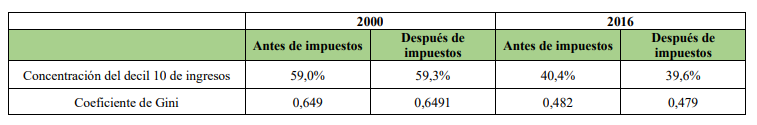 2000 2016
Antes de impuestos Después de impuestos Antes de impuestos Después de impuestos
Concentración del decil 10 de ingresos 59,0% 59,3% 40,4% 39,6%
Coeficiente de Gini 0,649 0,6491 0,482 0,479